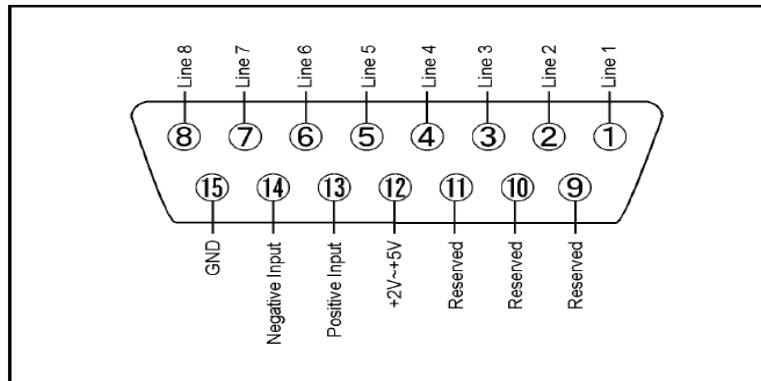 Line 8
Line 7
Line 6
Line 5
Line 4
Line 3
Line 2
Line 1
8
7
6
5
4
3
2
1
15
14
13
12
11
10
9
GND
Negative Input
Positive Input
+2V~+5V
Reserved
Reserved
Reserved